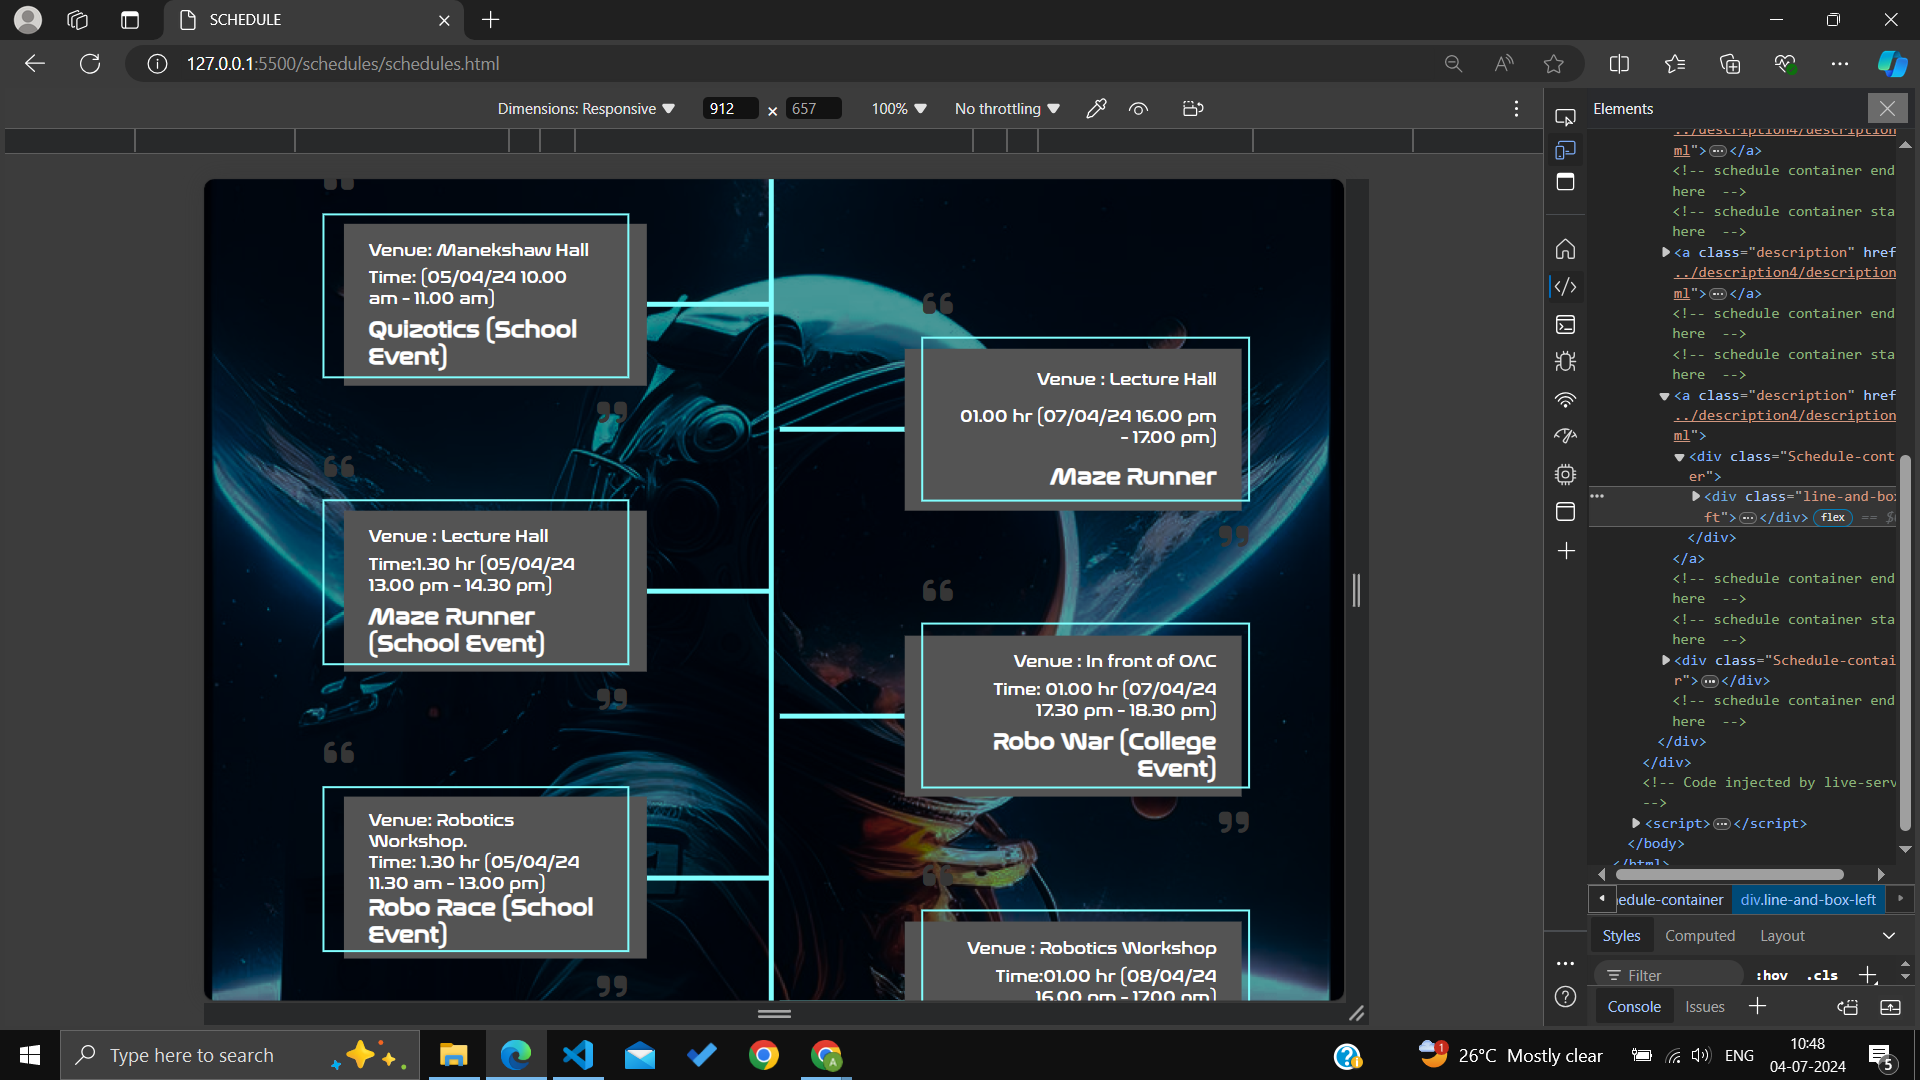 SCHEDULE
127.0.0.1:5500/schedules/schedules.html
Dimensions: Responsive 912 × 657 100% No throttling
Elements
Venue: Manekshaw Hall
Time: (05/04/24 10.00
am - 11.00 am)
Quizotics (School
Event)
Venue : Lecture Hall
Time:1.30 hr (05/04/24
13.00 pm - 14.30 pm)
Maze Runner
(School Event)
Venue: Robotics
Workshop.
Time: 1.30 hr (05/04/24
11.30 am - 13.00 pm)
Robo Race (School
Event)
Venue : Lecture Hall
01.00 hr (07/04/24 16.00 pm
- 17.00 pm)
Maze Runner
Venue : In front of OAC
Time: 01.00 hr (07/04/24
17.30 pm - 18.30 pm)
Robo War (College
Event)
Venue : Robotics Workshop
Time:01.00 hr (08/04/24
16.00 pm - 17.00 pm)
../description4/description
ml"> </a>
<!-- schedule container end
here -->
<!-- schedule container sta
here -->
<a class="description" href
../description4/description
ml"> </a>
<!-- schedule container end
here -->
<!-- schedule container sta
here -->
<a class="description" href
../description4/description
ml">
<div class="Schedule-cont
er">
<div class="line-and-box
ft"> </div> flex ==
</div>
</a>
<!-- schedule container end
here -->
<!-- schedule container sta
here -->
<div class="Schedule-contai
r"> </div>
<!-- schedule container end
here -->
</div>
</div>
<!-- Code injected by live-serv
-->
<script> </script>
</body>
</html>
edule-container div.line-and-box-left
Styles Computed Layout
Filter :hov .cls
Console Issues
Type here to search
26°C Mostly clear
ENG
10:48
04-07-2024
5